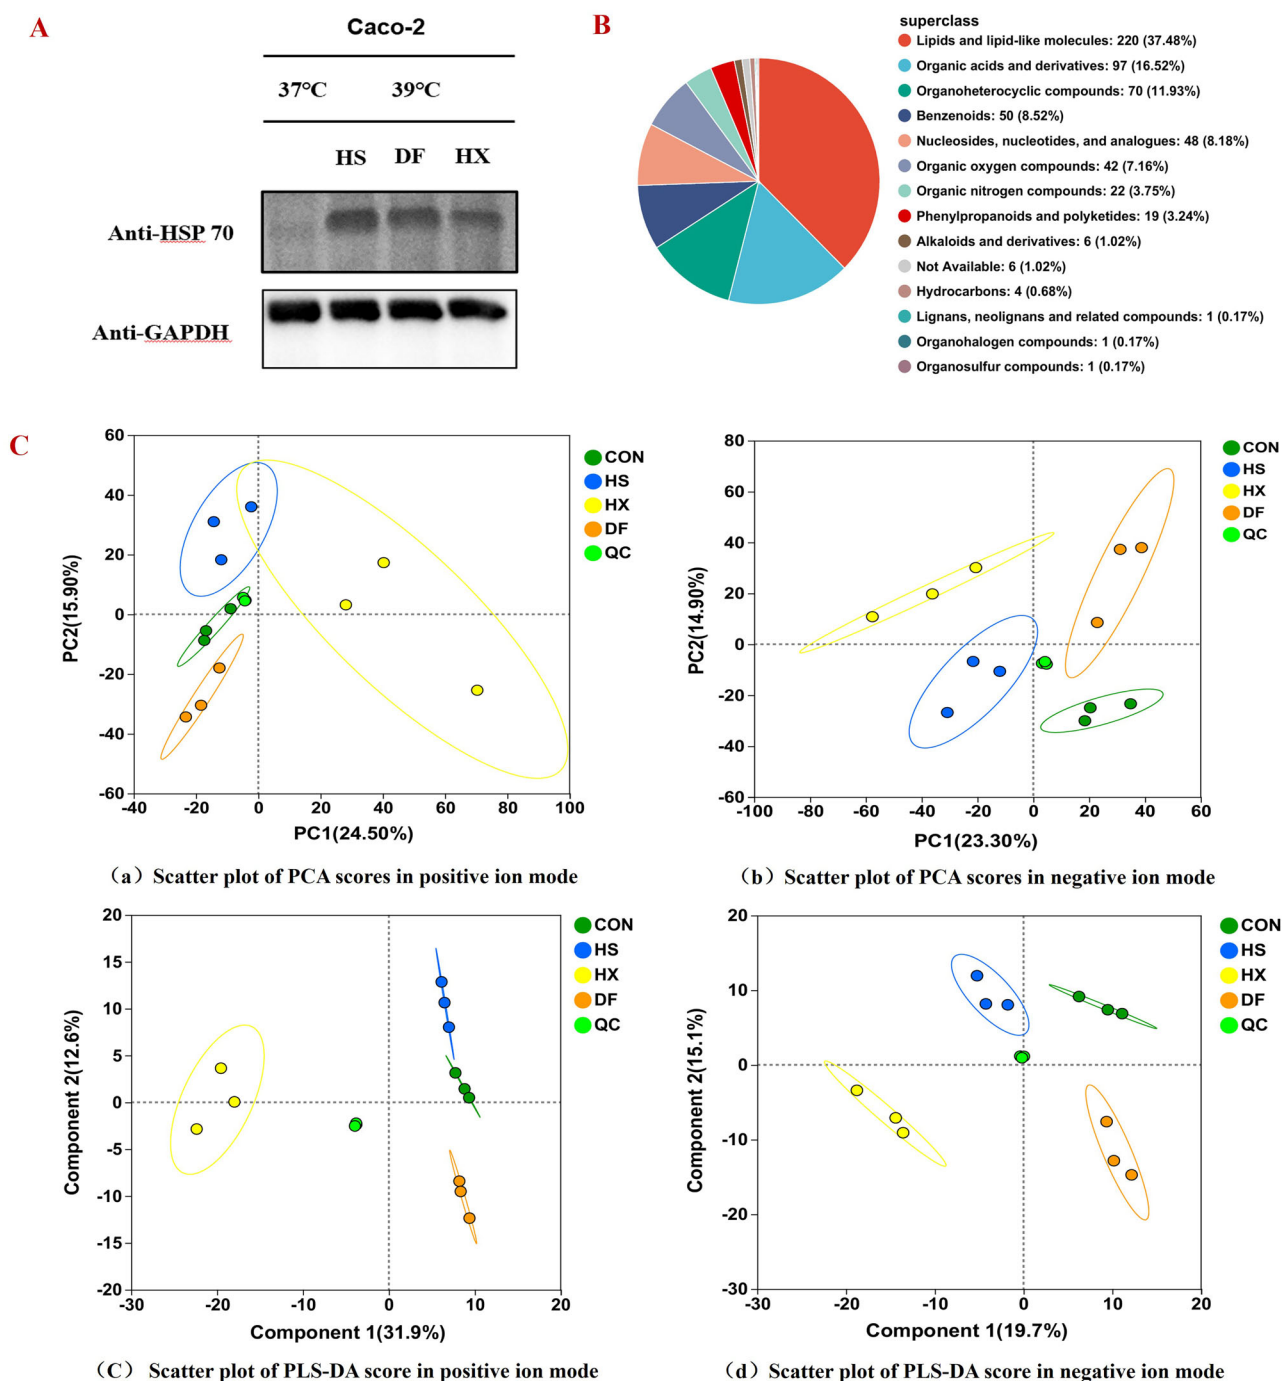 A
Caco-2
37°C 39°C
HS DF HX
Anti-HSP 70
Anti-GAPDH
B
superclass
Lipids and lipid-like molecules: 220 (37.48%)
Organic acids and derivatives: 97 (16.52%)
Organoheterocyclic compounds: 70 (11.93%)
Benzenoids: 50 (8.52%)
Nucleosides, nucleotides, and analogues: 48 (8.18%)
Organic oxygen compounds: 42 (7.16%)
Organic nitrogen compounds: 22 (3.75%)
Phenylpropanoids and polyketides: 19 (3.24%)
Alkaloids and derivatives: 6 (1.02%)
Not Available: 6 (1.02%)
Hydrocarbons: 4 (0.68%)
Lignans, neolignans and related compounds: 1 (0.17%)
Organohalogen compounds: 1 (0.17%)
Organosulfur compounds: 1 (0.17%)
C
60
40
20
0
-20
-40
-60
PC2(15.90%)
-40 -20 0 20 40 60 80 100
PC1(24.50%)
CON
HS
HX
DF
QC
（a）Scatter plot of PCA scores in positive ion mode
80
60
40
20
0
-20
-40
-60
PC2(14.90%)
-100 -80 -60 -40 -20 0 20 40 60
PC1(23.30%)
CON
HS
HX
DF
QC
（b）Scatter plot of PCA scores in negative ion mode
20
15
10
5
0
-5
-10
-15
-20
Component 2(12.6%)
-30 -20 -10 0 10 20
Component 1(31.9%)
CON
HS
HX
DF
QC
（C） Scatter plot of PLS-DA score in positive ion mode
20
10
0
-10
-20
-30
Component 2(15.1%)
-30 -20 -10 0 10 20
Component 1(19.7%)
CON
HS
HX
DF
QC
（d）Scatter plot of PLS-DA score in negative ion mode